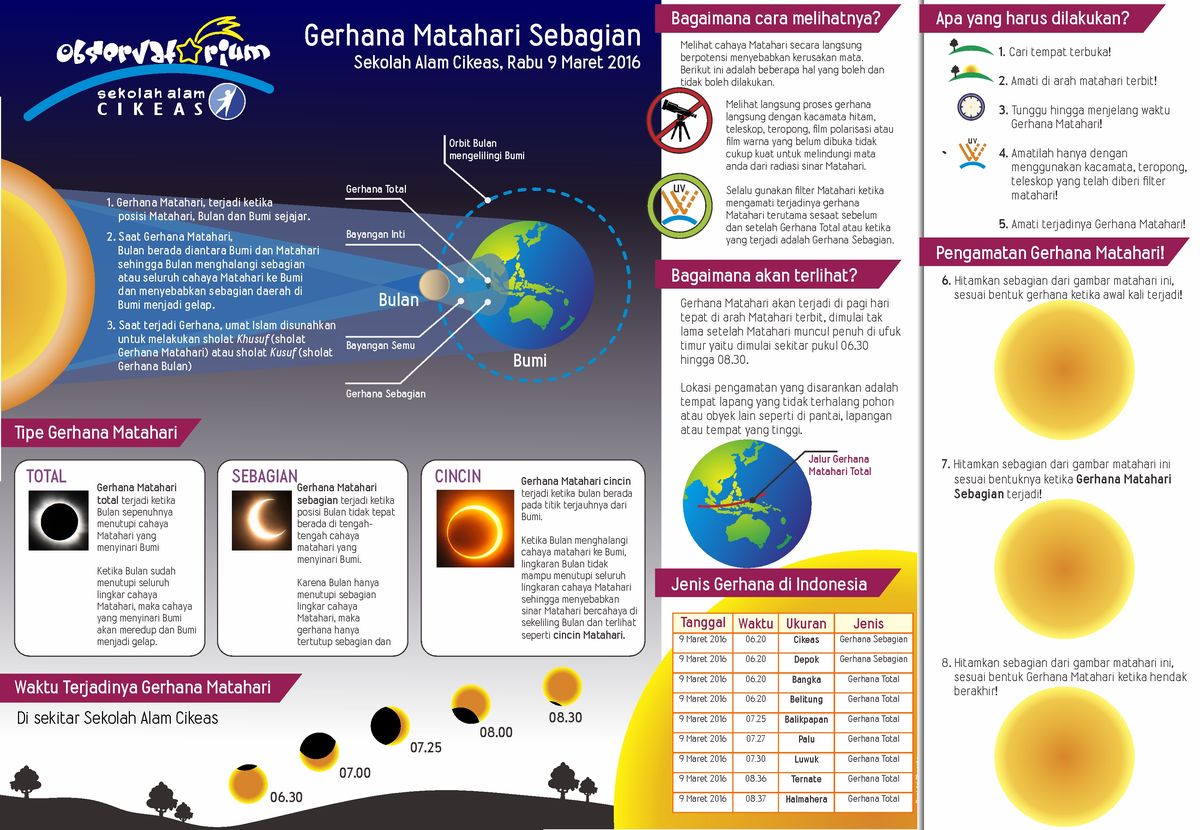 Observatorium
sekolah alam
CIKEAS
Gerhana Matahari Sebagian
Sekolah Alam Cikeas, Rabu 9 Maret 2016
1. Gerhana Matahari, terjadi ketika
posisi Matahari, Bulan dan Bumi sejajar.
2. Saat Gerhana Matahari,
Bulan berada diantara Bumi dan Matahari
sehingga Bulan menghalangi sebagian
atau seluruh cahaya Matahari ke Bumi
dan menyebabkan sebagian daerah di
Bumi menjadi gelap.
3. Saat terjadi Gerhana, umat Islam disunahkan
untuk melakukan sholat Khusuf (sholat
Gerhana Matahari) atau sholat Kusuf (sholat
Gerhana Bulan)
Orbit Bulan
mengelilingi Bumi
Gerhana Total
Bayangan Inti
Bulan
Bayangan Semu
Gerhana Sebagian
Bumi
Tipe Gerhana Matahari
TOTAL
Gerhana Matahari
total terjadi ketika
Bulan sepenuhnya
menutupi cahaya
Matahari yang
menyinari Bumi
Ketika Bulan sudah
menutupi seluruh
lingkar cahaya
Matahari, maka cahaya
yang menyinari Bumi
akan meredup dan Bumi
menjadi gelap.
SEBAGIAN
Gerhana Matahari
sebagian terjadi ketika
posisi Bulan tidak tepat
berada di tengah-
tengah cahaya
matahari yang
menyinari Bumi.
Karena Bulan hanya
menutupi sebagian
lingkar cahaya
Matahari, maka
gerhana hanya
tertutup sebagian dan
CINCIN
Gerhana Matahari cincin
terjadi ketika bulan berada
pada titik terjauhnya dari
Bumi.
Ketika Bulan menghalangi
cahaya matahari ke Bumi,
lingkaran Bulan tidak
mampu menutupi seluruh
lingkaran cahaya Matahari
sehingga menyebabkan
sinar Matahari bercahaya di
sekeliling Bulan dan terlihat
seperti cincin Matahari.
Waktu Terjadinya Gerhana Matahari
Di sekitar Sekolah Alam Cikeas
06.30
07.00
07.25
08.00
08.30
Bagaimana cara melihatnya?
Melihat cahaya Matahari secara langsung
berpotensi menyebabkan kerusakan mata.
Berikut ini adalah beberapa hal yang boleh dan
tidak boleh dilakukan.
Melihat langsung proses gerhana
langsung dengan kacamata hitam,
teleskop, teropong, film polarisasi atau
film warna yang belum dibuka tidak
cukup kuat untuk melindungi mata
anda dari radiasi sinar Matahari.
UV
Selalu gunakan filter Matahari ketika
mengamati terjadinya gerhana
Matahari terutama sesaat sebelum
dan setelah Gerhana Total atau ketika
yang terjadi adalah Gerhana Sebagian.
Bagaimana akan terlihat?
Gerhana Matahari akan terjadi di pagi hari
tepat di arah Matahari terbit, dimulai tak
lama setelah Matahari muncul penuh di ufuk
timur yaitu dimulai sekitar pukul 06.30
hingga 08.30.
Lokasi pengamatan yang disarankan adalah
tempat lapang yang tidak terhalang pohon
atau obyek lain seperti di pantai, lapangan
atau tempat yang tinggi.
Jalur Gerhana
Matahari Total
Jenis Gerhana di Indonesia
Tanggal Waktu Ukuran Jenis
9 Maret 2016 06.20 Cikeas Gerhana Sebagian
9 Maret 2016 06.20 Depok Gerhana Sebagian
9 Maret 2016 06.20 Bangka Gerhana Total
9 Maret 2016 06.20 Belitung Gerhana Total
9 Maret 2016 07.25 Balikpapan Gerhana Total
9 Maret 2016 07.27 Palu Gerhana Total
9 Maret 2016 07.30 Luwuk Gerhana Total
9 Maret 2016 08.36 Ternate Gerhana Total
9 Maret 2016 08.37 Halmahera Gerhana Total
Apa yang harus dilakukan?
1. Cari tempat terbuka!
2. Amati di arah matahari terbit!
3. Tunggu hingga menjelang waktu
Gerhana Matahari!
UV
4. Amatilah hanya dengan
menggunakan kacamata, teropong,
teleskop yang telah diberi filter
matahari!
5. Amati terjadinya Gerhana Matahari!
Pengamatan Gerhana Matahari!
6. Hitamkan sebagian dari gambar matahari ini,
sesuai bentuk gerhana ketika awal kali terjadi!
7. Hitamkan sebagian dari gambar matahari ini
sesuai bentuknya ketika Gerhana Matahari
Sebagian terjadi!
8. Hitamkan sebagian dari gambar matahari ini,
sesuai bentuk Gerhana Matahari ketika hendak
berakhir!